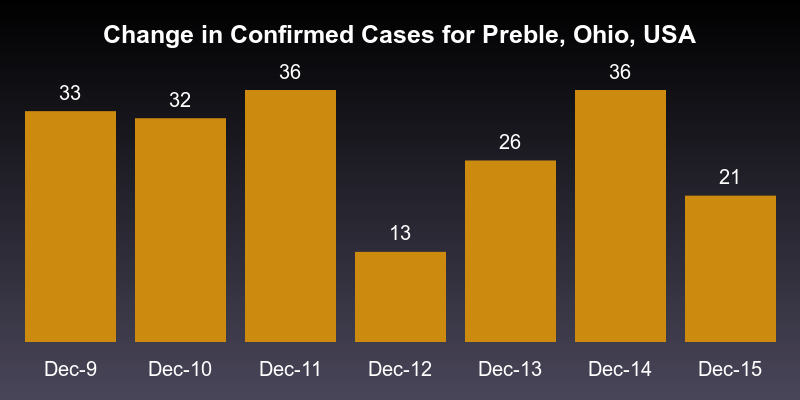 Change in Confirmed Cases for Preble, Ohio, USA
33 32 36 13 26 36 21
Dec-9 Dec-10 Dec-11 Dec-12 Dec-13 Dec-14 Dec-15